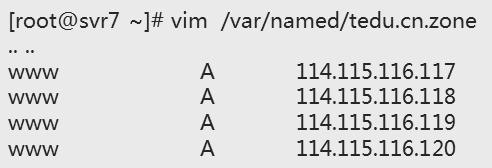 [root@svr7 ~]# vim /var/named/tedu.cn.zone
.. ..
www A 114.115.116.117
www A 114.115.116.118
www A 114.115.116.119
www A 114.115.116.120